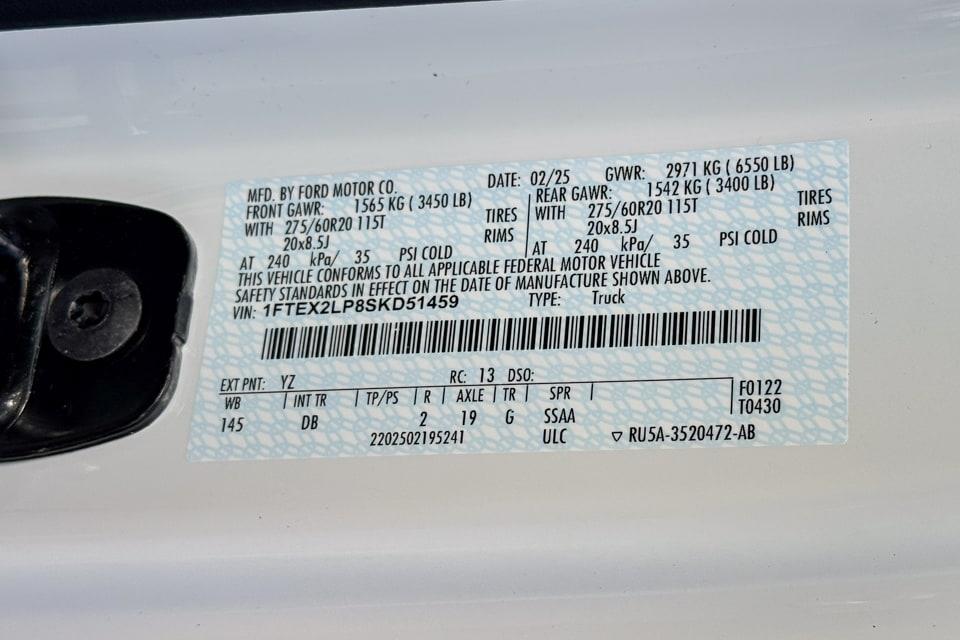 MFD. BY FORD MOTOR CO. DATE: 02/25 GVWR: 2971 KG ( 6550 LB)
FRONT GAWR: 1565 KG ( 3450 LB) REAR GAWR: 1542 KG ( 3400 LB)
WITH 275/60R20 115T TIRES WITH 275/60R20 115T TIRES
20x8.5J RIMS 20x8.5J RIMS
AT 240 kPa/ 35 PSI COLD AT 240 kPa/ 35 PSI COLD
THIS VEHICLE CONFORMS TO ALL APPLICABLE FEDERAL MOTOR VEHICLE
SAFETY STANDARDS IN EFFECT ON THE DATE OF MANUFACTURE SHOWN ABOVE.
VIN: 1FTEX2LP8SKD51459 TYPE: Truck
EXT PNT: YZ RC: 13 DSO:
WB INT TR TP/PS R AXLE TR SPR F0122
145 DB 2 19 G SSAA T0430
2202502195241 ULC ▽ RU5A-3520472-AB